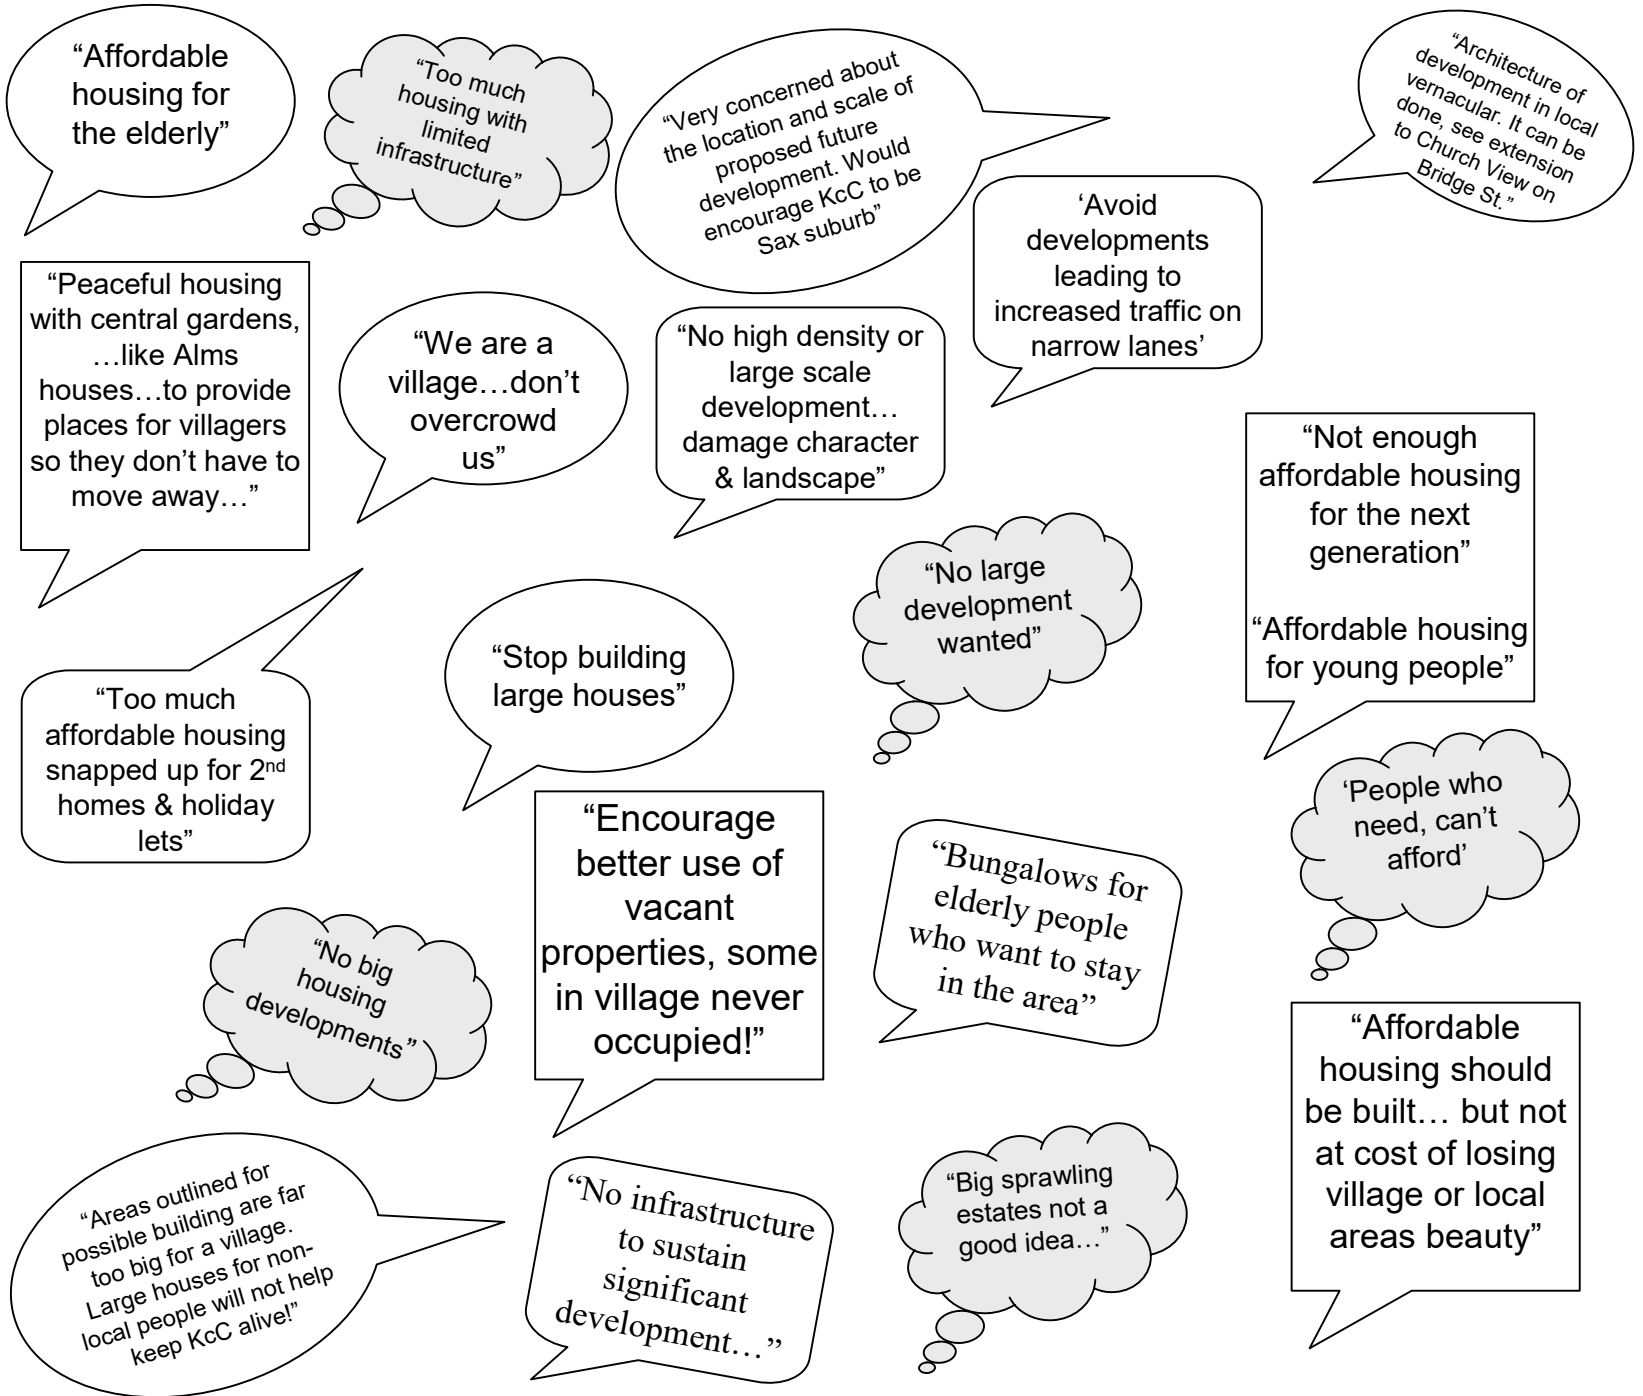 “Affordable
housing for
the elderly”
“Too much
housing with
limited
infrastructure”
“Very concerned about
the location and scale of
proposed future
development. Would
encourage KcC to be
Sax suburb”
“Architecture of
development in local
vernacular. It can be
done, see extension
to Church View on
Bridge St.”
‘Avoid
developments
leading to
increased traffic on
narrow lanes’
“Peaceful housing
with central gardens,
…like Alms
houses…to provide
places for villagers
so they don’t have to
move away…”
“We are a
village…don’t
overcrowd
us”
“No high density or
large scale
development…
damage character
& landscape”
“Not enough
affordable housing
for the next
generation”
“Affordable housing
for young people”
“No large
development
wanted”
“Stop building
large houses”
“Too much
affordable housing
snapped up for 2nd
homes & holiday
lets”
‘People who
need, can’t
afford’
“Encourage
better use of
vacant
properties, some
in village never
occupied!”
“Bungalows for
elderly people
who want to stay
in the area”
“No big
housing
developments”
“Affordable
housing should
be built… but not
at cost of losing
village or local
areas beauty”
“Areas outlined for
possible building are far
too big for a village.
Large houses for non-
local people will not help
keep KcC alive!”
“No infrastructure
to sustain
significant
development…”
“Big sprawling
estates not a
good idea…”